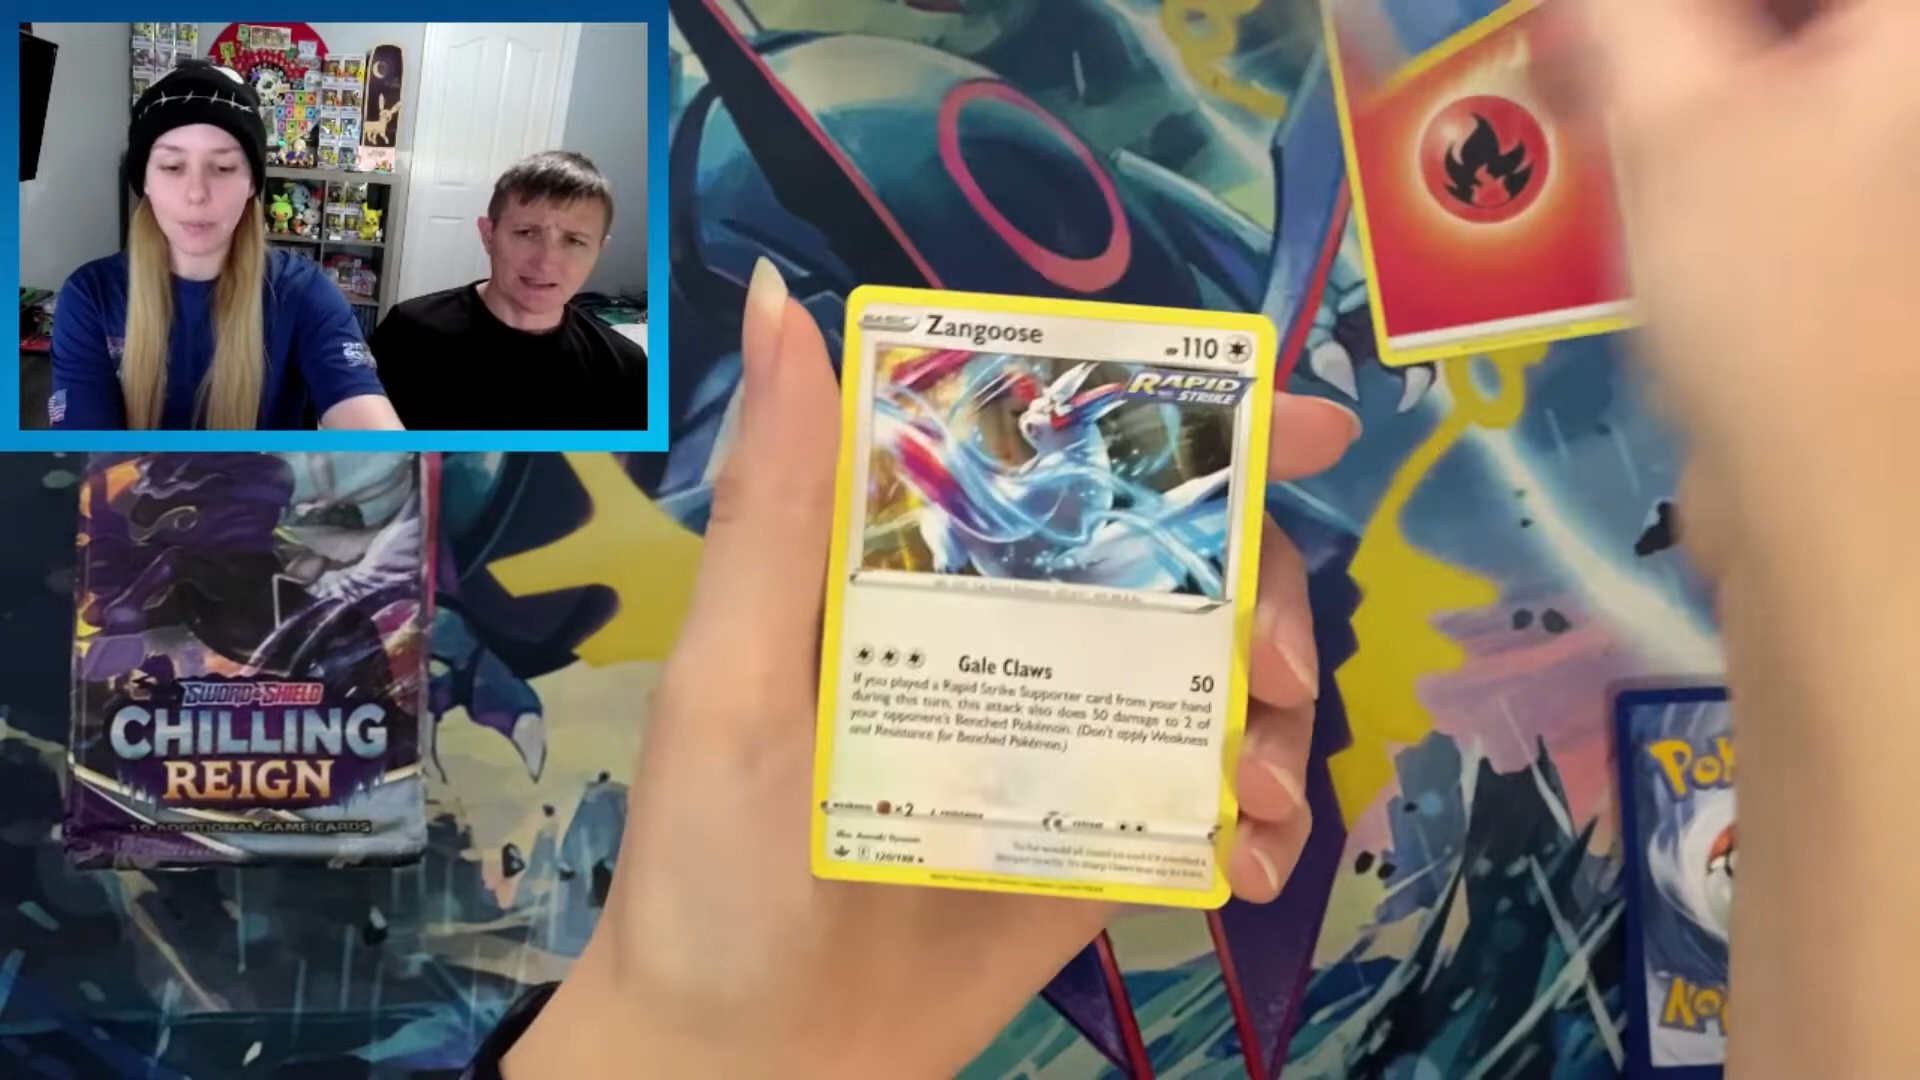 BASIC Zangoose 110
RAPID
STRIKE
Gale Claws 50
If you played a Rapid Strike Supporter card from your hand
during this turn, this attack also does 50 damage to 2 of
your opponent's Benched Pokémon. (Don't apply Weakness
and Resistance for Benched Pokémon.)
weakness ×2 resistance retreat
SWORD & SHIELD
CHILLING
REIGN
10 ADDITIONAL GAME CARDS